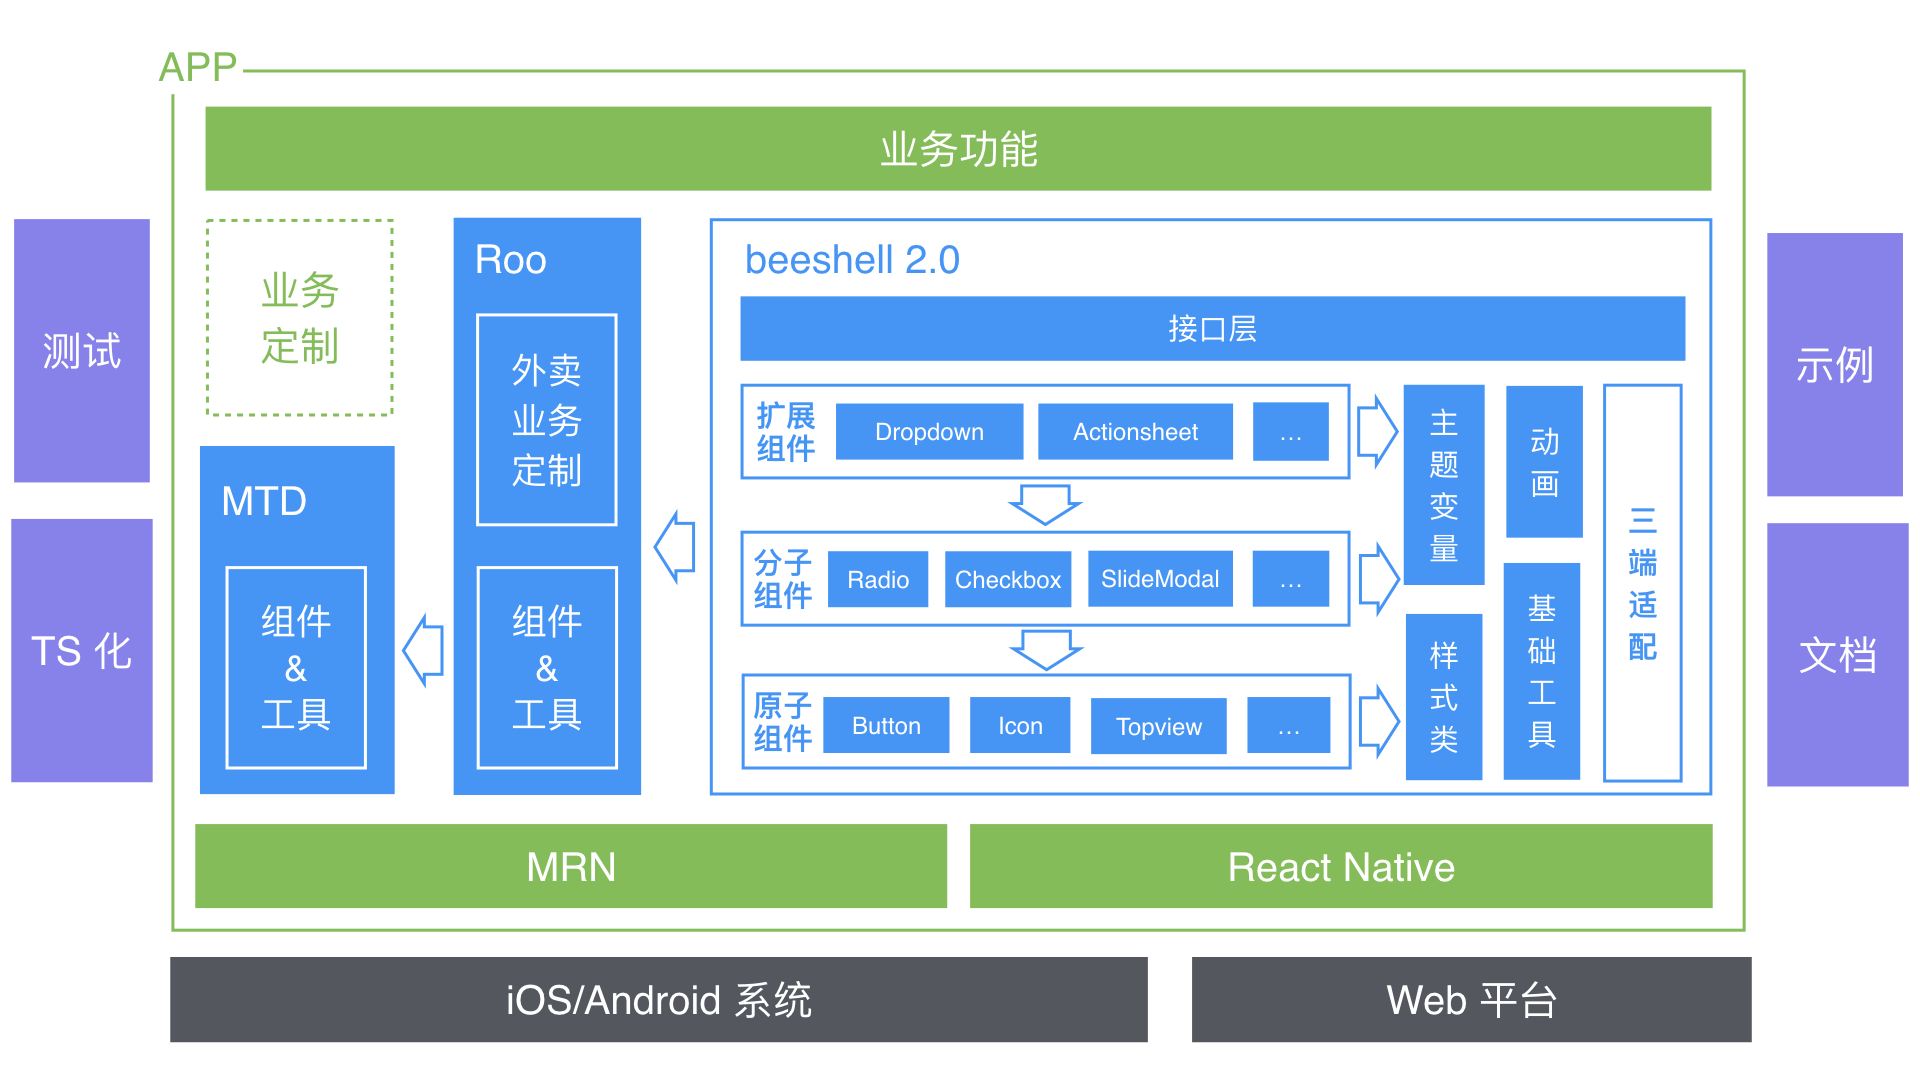 APP
业务功能
测试
TS 化
业务
定制
MTD
组件
&
工具
Roo
外卖
业务
定制
组件
&
工具
beeshell 2.0
接口层
扩展
组件
Dropdown
Actionsheet
...
分子
组件
Radio
Checkbox
SlideModal
...
原子
组件
Button
Icon
Topview
...
主
题
变
量
样
式
类
动
画
基
础
工
具
三
端
适
配
示例
文档
MRN
React Native
iOS/Android 系统
Web 平台